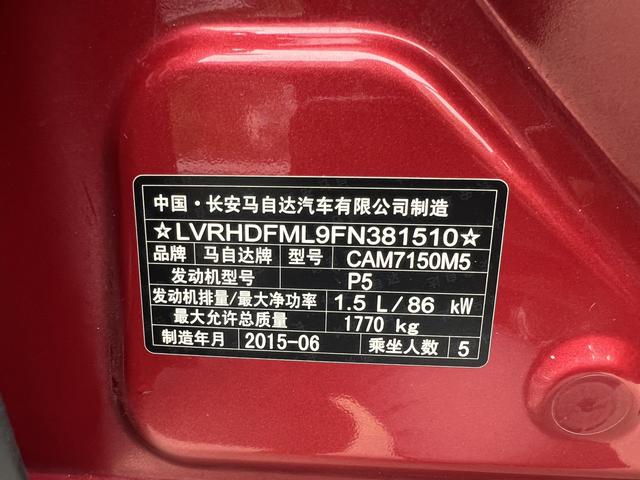 中国·长安马自达汽车有限公司制造
☆LVRHDFML9FN381510☆
品牌 马自达牌 型号 CAM7150M5
发动机型号 P5
发动机排量/最大净功率 1.5 L/86 kW
最大允许总质量 1770 kg
制造年月 2015-06 乘坐人数 5